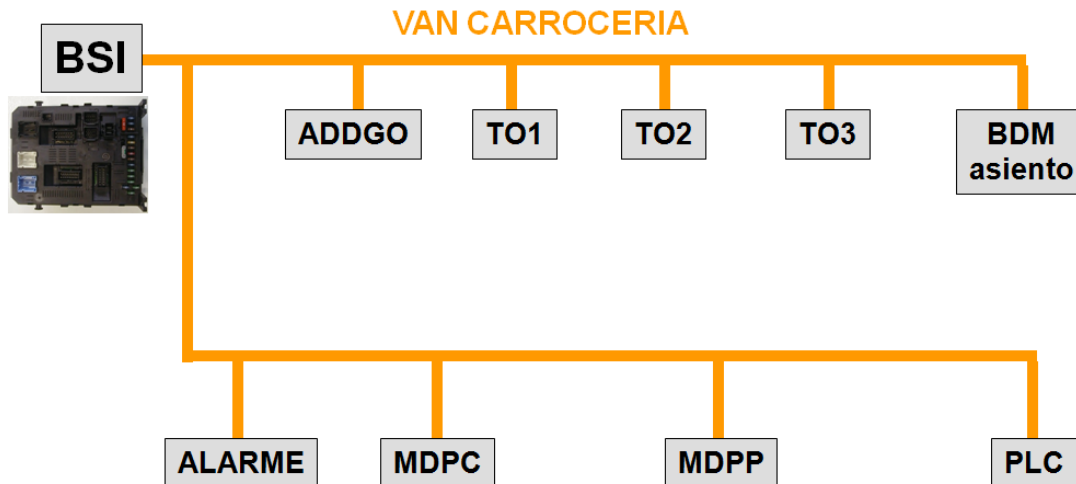 VAN CARROCERIA
BSI
ADDGO
TO1
TO2
TO3
BDM
asiento
ALARME
MDPC
MDPP
PLC